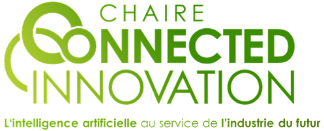 CHAIRE
CONNECTED
INNOVATION
L'intelligence artificielle au service de l'industrie du futur